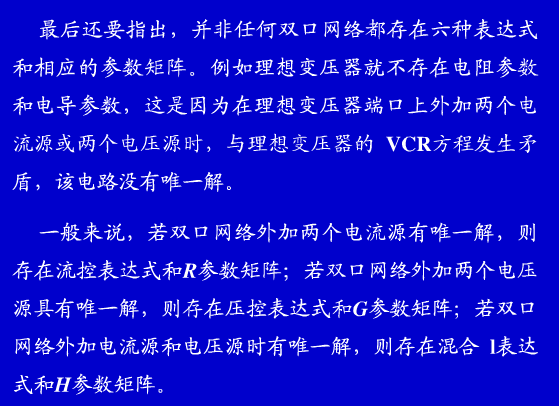 最后还要指出，并非任何双口网络都存在六种表达式
和相应的参数矩阵。例如理想变压器就不存在电阻参数
和电导参数，这是因为在理想变压器端口上外加两个电
流源或两个电压源时，与理想变压器的 VCR方程发生矛
盾，该电路没有唯一解。
一般来说，若双口网络外加两个电流源有唯一解，则
存在流控表达式和R参数矩阵；若双口网络外加两个电压
源具有唯一解，则存在压控表达式和G参数矩阵；若双口
网络外加电流源和电压源时有唯一解，则存在混合 l表达
式和H参数矩阵。